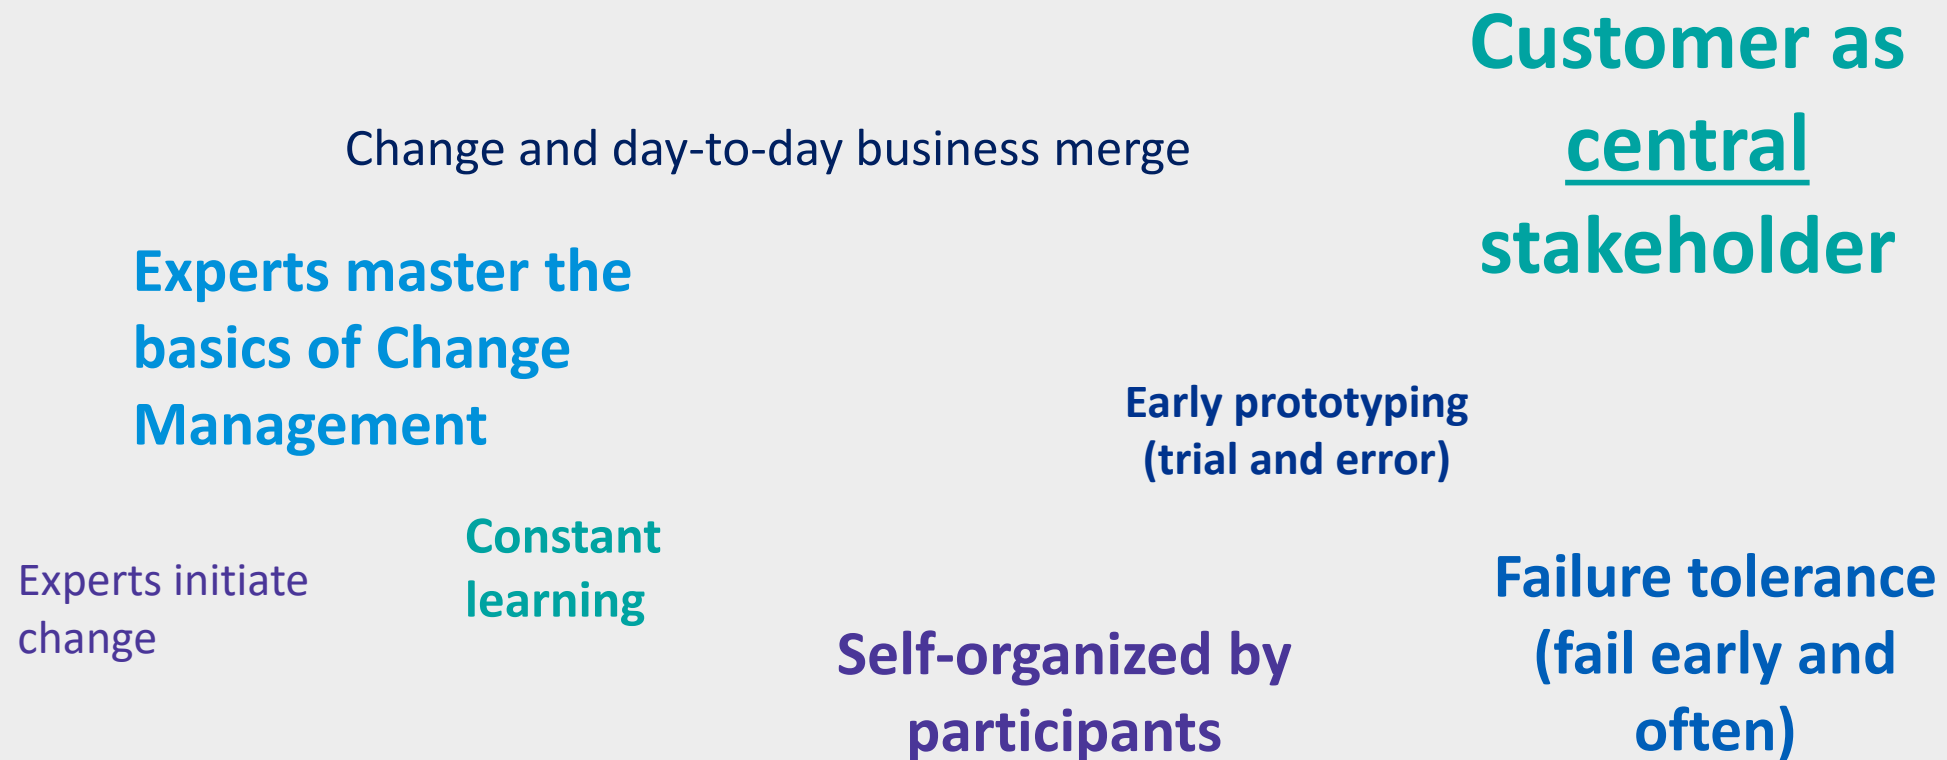 Customer as
central
stakeholder
Change and day-to-day business merge
Experts master the
basics of Change
Management
Early prototyping
(trial and error)
Constant
learning
Experts initiate
change
Failure tolerance
(fail early and
often)
Self-organized by
participants